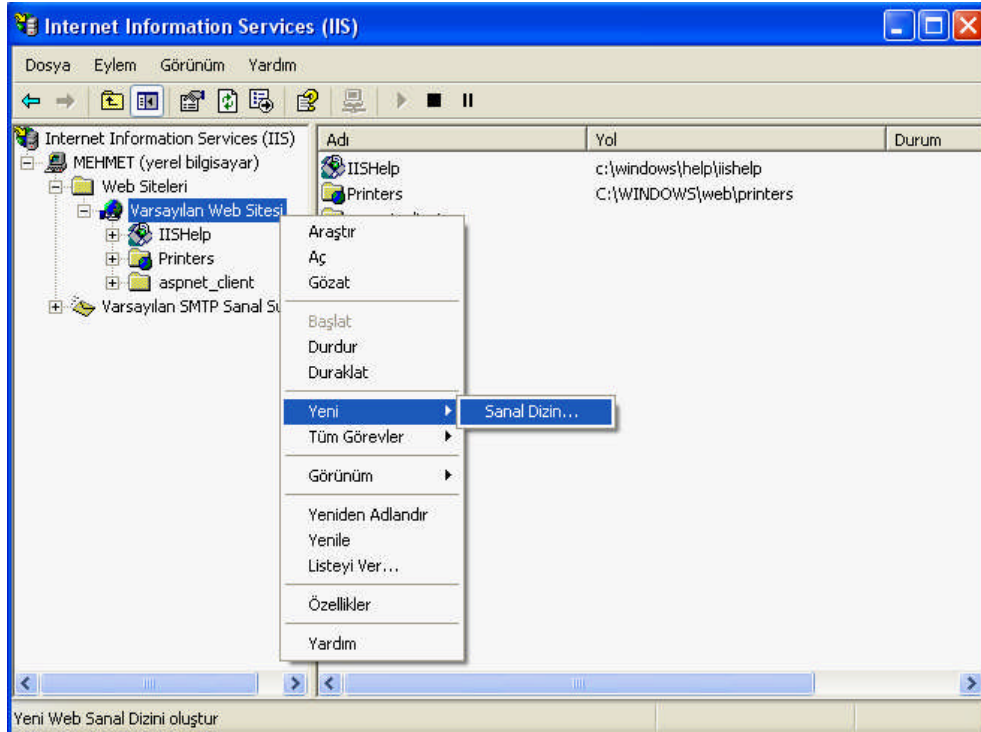 Internet Information Services (IIS)
Dosya Eylem Görünüm Yardım
Internet Information Services (IIS)
MEHMET (yerel bilgisayar)
Web Siteleri
Varsayılan Web Sitesi
IISHelp
Printers
aspnet_client
Varsayılan SMTP Sanal
Adı Yol Durum
IISHelp c:\windows\help\iishelp
Printers C:\WINDOWS\web\printers
Araştır
Aç
Gözat
Başlat
Durdur
Duraklat
Yeni
Sanal Dizin...
Tüm Görevler
Görünüm
Yeniden Adlandır
Yenile
Listeyi Ver...
Özellikler
Yardım
Yeni Web Sanal Dizini oluştur